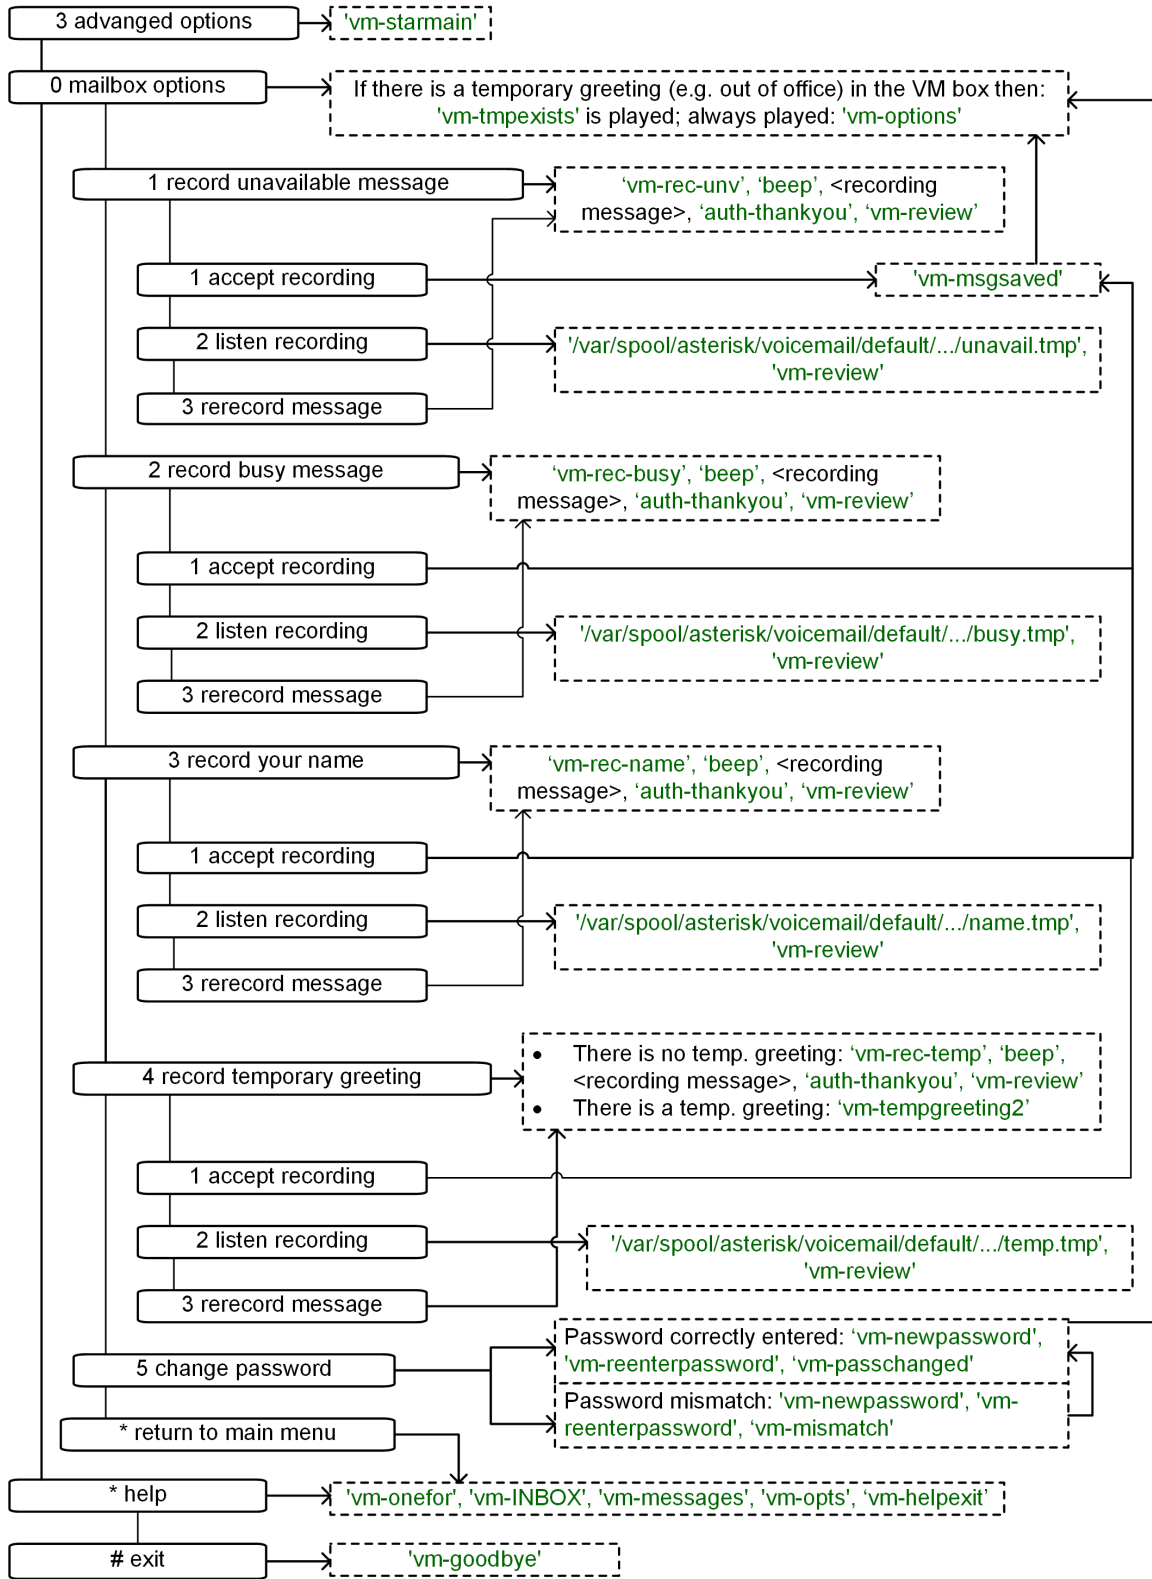 3 advanged options
'vm-starmain'
0 mailbox options
If there is a temporary greeting (e.g. out of office) in the VM box then:
'vm-tmpexists' is played; always played: 'vm-options'
1 record unavailable message
‘vm-rec-unv’, ‘beep’, <recording
message>, ‘auth-thankyou’, ‘vm-review’
1 accept recording
'vm-msgsaved'
2 listen recording
'/var/spool/asterisk/voicemail/default/.../unavail.tmp',
'vm-review'
3 rerecord message
2 record busy message
‘vm-rec-busy’, ‘beep’, <recording
message>, ‘auth-thankyou’, ‘vm-review’
1 accept recording
2 listen recording
'/var/spool/asterisk/voicemail/default/.../busy.tmp',
'vm-review'
3 rerecord message
3 record your name
‘vm-rec-name’, ‘beep’, <recording
message>, ‘auth-thankyou’, ‘vm-review’
1 accept recording
2 listen recording
'/var/spool/asterisk/voicemail/default/.../name.tmp',
'vm-review'
3 rerecord message
4 record temporary greeting
• There is no temp. greeting: ‘vm-rec-temp’, ‘beep’,
<recording message>, ‘auth-thankyou’, ‘vm-review’
• There is a temp. greeting: ‘vm-tempgreeting2’
1 accept recording
2 listen recording
'/var/spool/asterisk/voicemail/default/.../temp.tmp',
'vm-review'
3 rerecord message
5 change password
Password correctly entered: ‘vm-newpassword',
'vm-reenterpassword', ‘vm-passchanged'
Password mismatch: 'vm-newpassword', 'vm-
reenterpassword', ‘vm-mismatch'
* return to main menu
* help
'vm-onefor', 'vm-INBOX', 'vm-messages', 'vm-opts', ‘vm-helpexit’
# exit
'vm-goodbye'